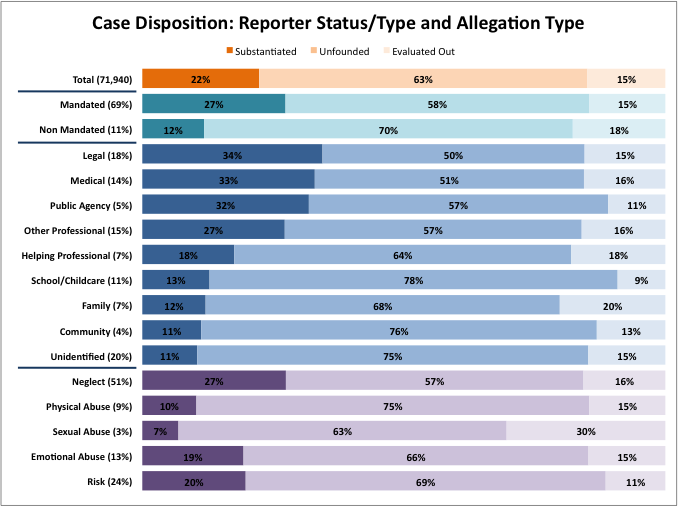 Case Disposition: Reporter Status/Type and Allegation Type
Substantiated Unfounded Evaluated Out
Total (71,940) 22% 63% 15%
Mandated (69%) 27% 58% 15%
Non Mandated (11%) 12% 70% 18%
Legal (18%) 34% 50% 15%
Medical (14%) 33% 51% 16%
Public Agency (5%) 32% 57% 11%
Other Professional (15%) 27% 57% 16%
Helping Professional (7%) 18% 64% 18%
School/Childcare (11%) 13% 78% 9%
Family (7%) 12% 68% 20%
Community (4%) 11% 76% 13%
Unidentified (20%) 11% 75% 15%
Neglect (51%) 27% 57% 16%
Physical Abuse (9%) 10% 75% 15%
Sexual Abuse (3%) 7% 63% 30%
Emotional Abuse (13%) 19% 66% 15%
Risk (24%) 20% 69% 11%